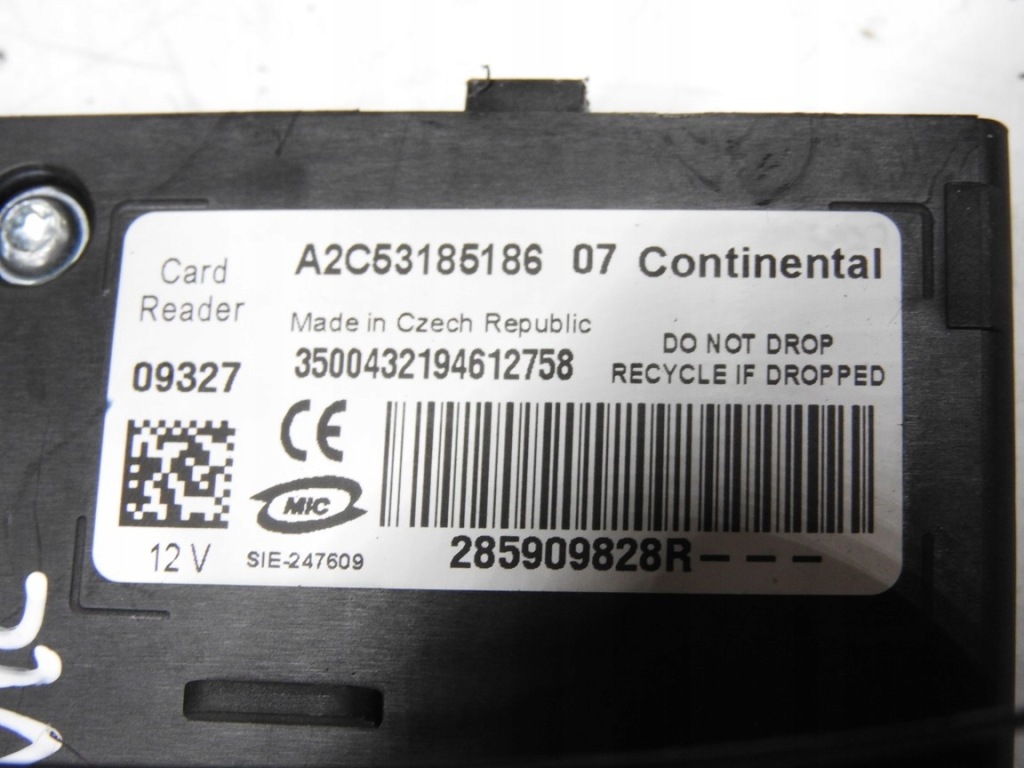 Card
Reader
A2C53185186 07 Continental
Made in Czech Republic
3500432194612758
DO NOT DROP
RECYCLE IF DROPPED
09327
CE
MIC
12 V
SIE-247609
285909828R---